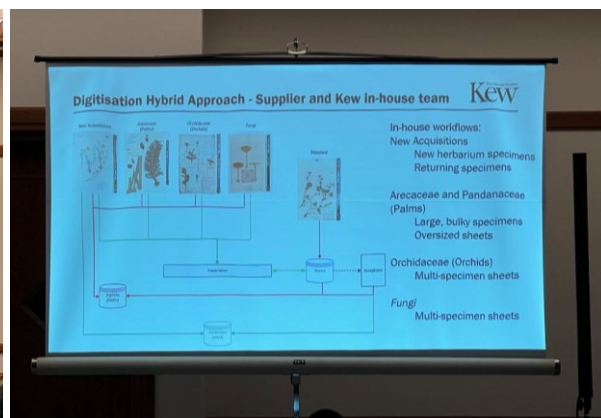 Digitisation Hybrid Approach - Supplier and Kew in-house team
Kew
Fungi
In-house workflows:
New Acquisitions
New herbarium specimens
Returning specimens
Arecaceae and Pandanaceae
(Palms)
Large, bulky specimens
Oversized sheets
Orchidaceae (Orchids)
Multi-specimen sheets
Fungi
Multi-specimen sheets